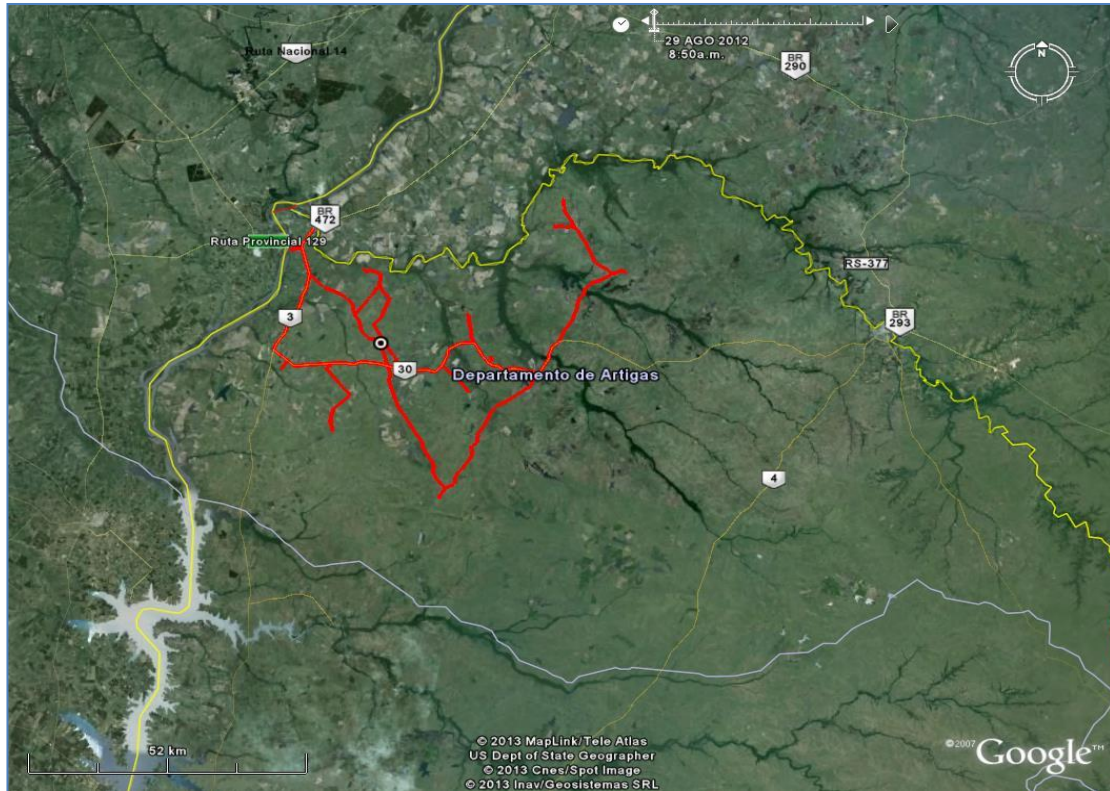 Ruta Nacional 14
29 AGO 2012
8:50a.m.
BR
290
N
BR
472
Ruta Provincial 129
RS-377
3
BR
293
30
Departamento de Artigas
4
52 km
© 2013 MapLink/Tele Atlas
US Dept of State Geographer
© 2013 Cnes/Spot Image
© 2013 Inav/Geosistemas SRL
©2007 Google™